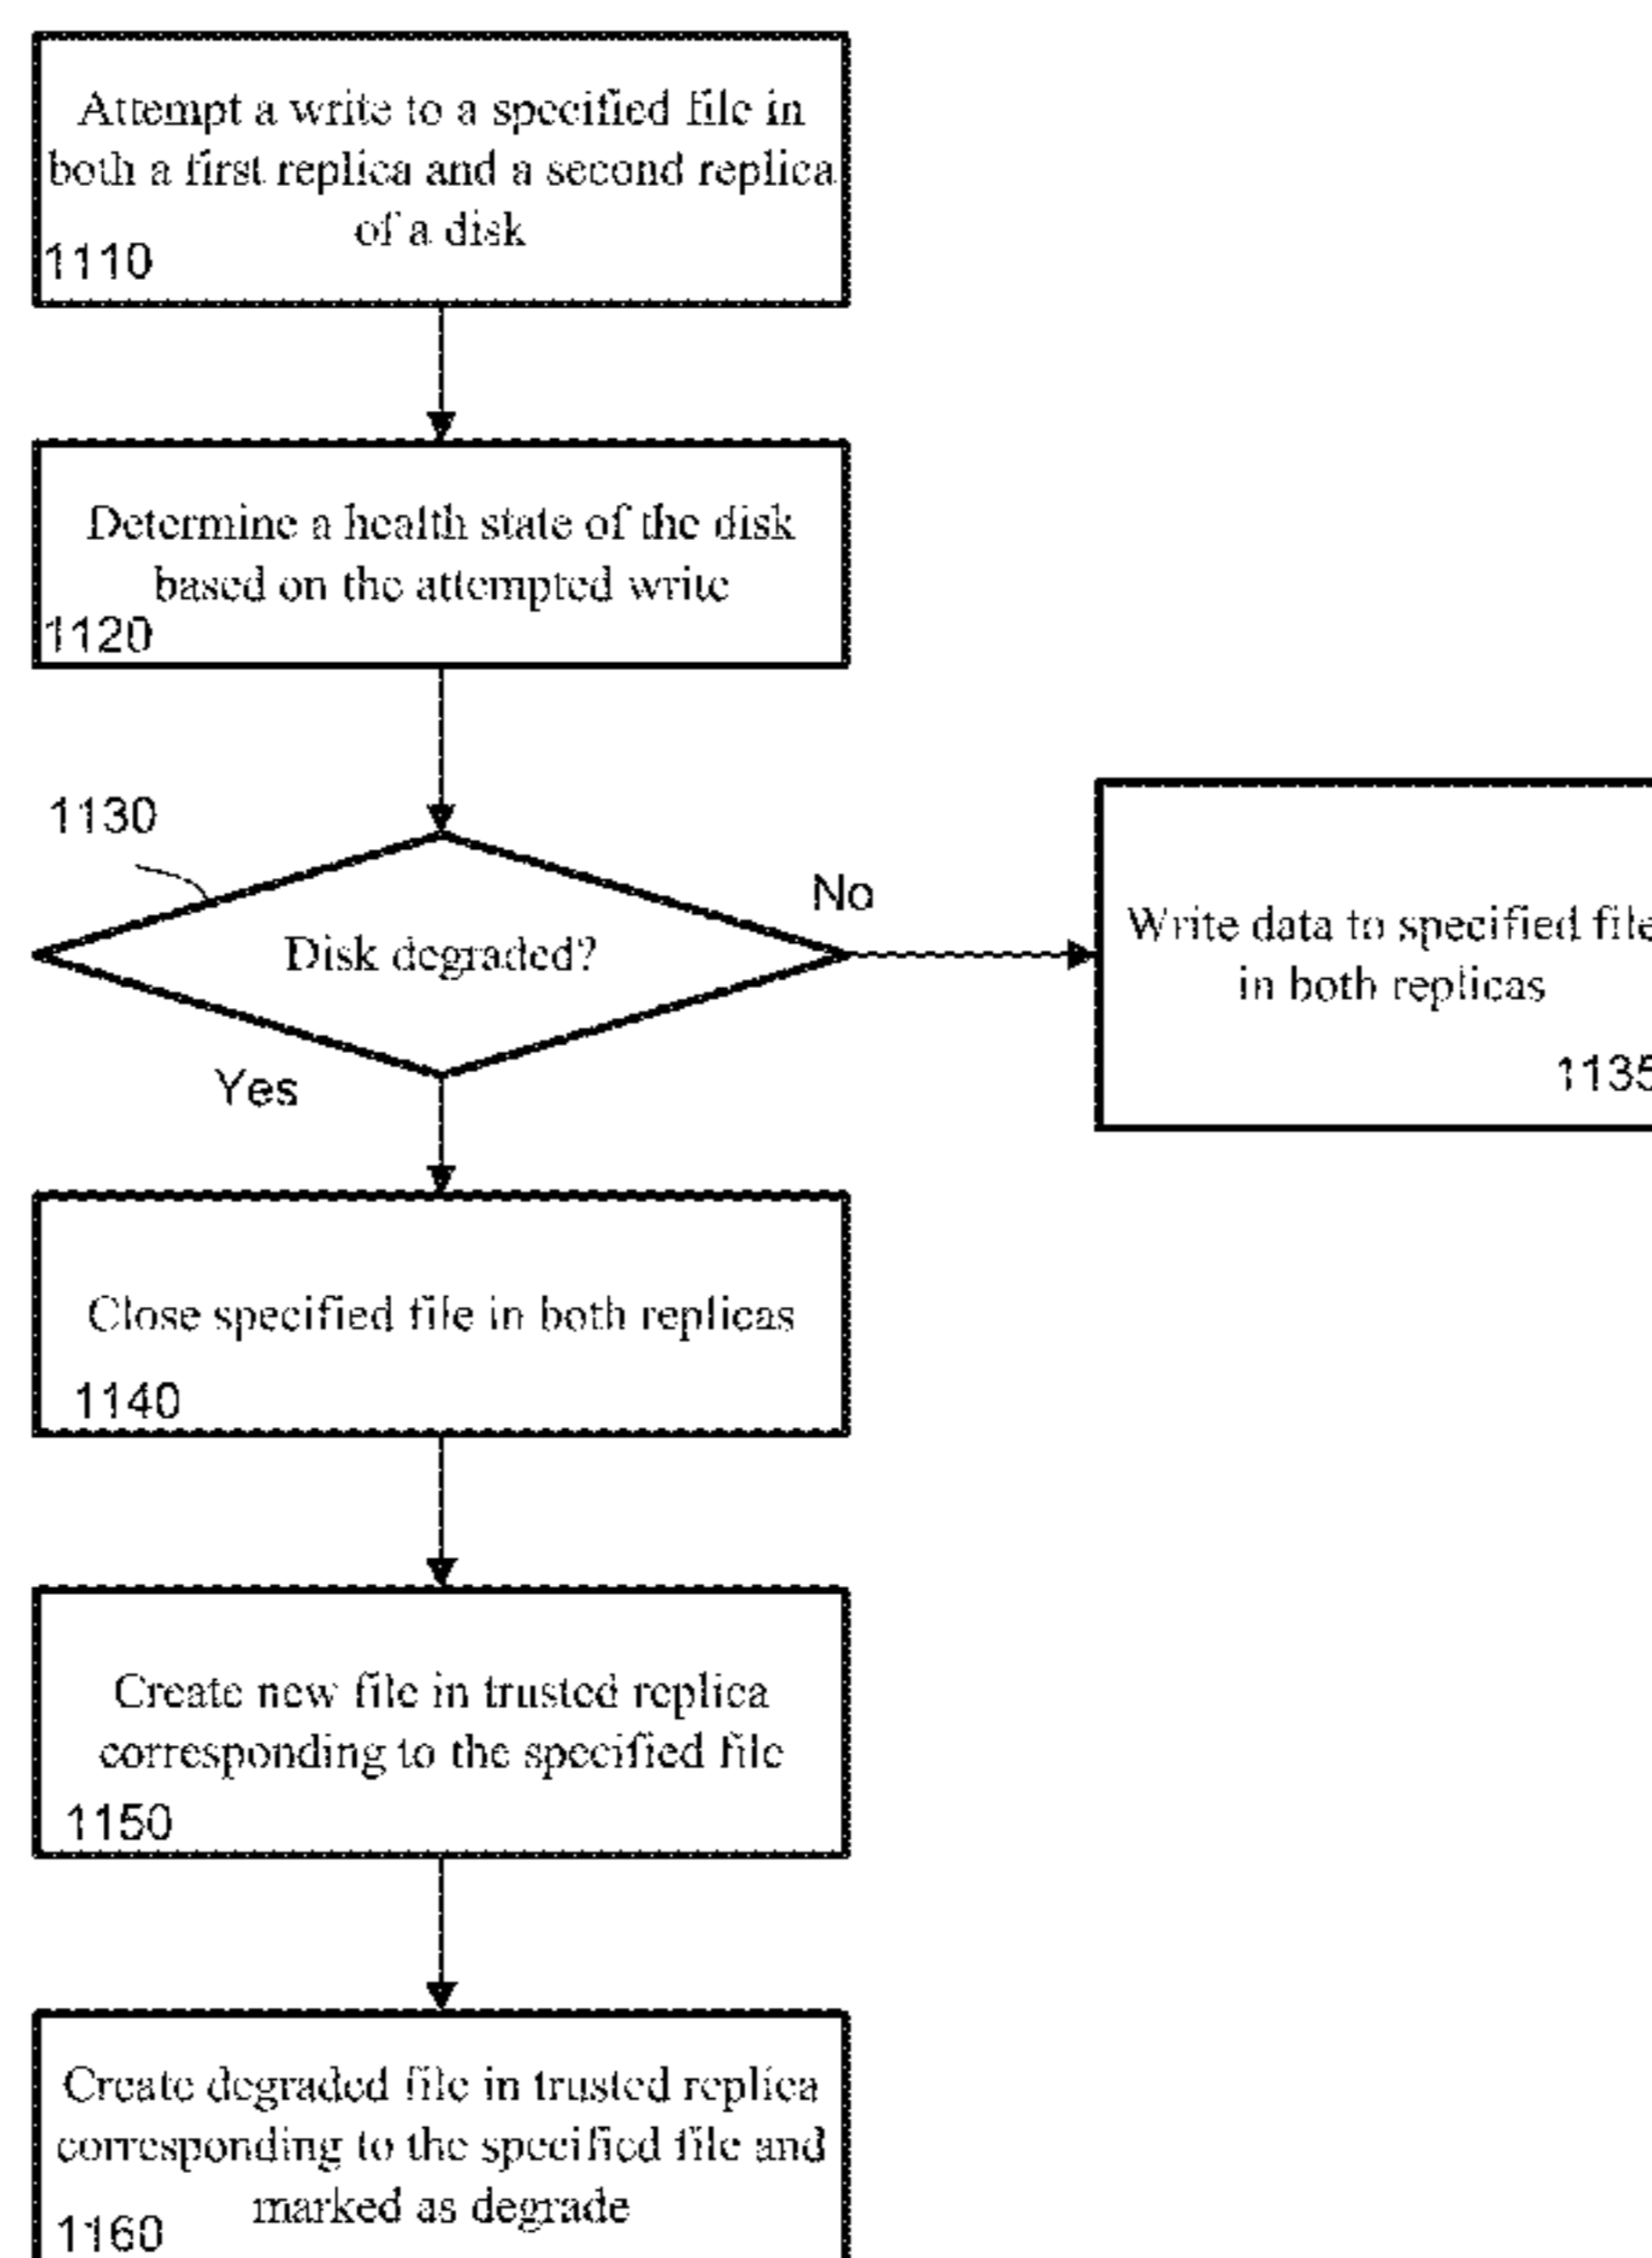 Attempt a write to a specified file in
both a first replica and a second replica
of a disk
1110
Determine a health state of the disk
based on the attempted write
1120
1130
Disk degraded?
No
Yes
Write data to specified file
in both replicas
1135
Close specified file in both replicas
1140
Create new file in trusted replica
corresponding to the specified file
1150
Create degraded file in trusted replica
corresponding to the specified file and
marked as degrade
1160